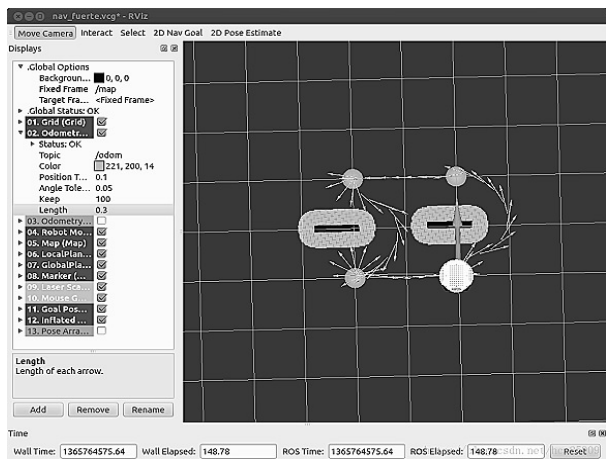 nav_fuerte.vcg* - RViz
Move Camera Interact Select 2D Nav Goal 2D Pose Estimate
Displays
.Global Options
Backgroun... 0, 0, 0
Fixed Frame /map
Target Fra... <Fixed Frame>
.Global Status: OK
01. Grid (Grid)
02. Odometr...
Status: OK
Topic /odom
Color 221, 200, 14
Position T... 0.1
Angle Tole... 0.05
Keep 100
Length 0.3
03. Odometry...
04. Robot Mo...
05. Map (Map)
06. LocalPlan...
07. GlobalPla...
08. Marker (...
09. Laser Sca...
10. Mouse G...
11. Goal Pos...
12. Inflated ...
13. Pose Arra...
Length
Length of each arrow.
Add Remove Rename
Time
Wall Time: 1365764575.64 Wall Elapsed: 148.78 ROS Time: 1365764575.64 ROS Elapsed: 148.78 Reset